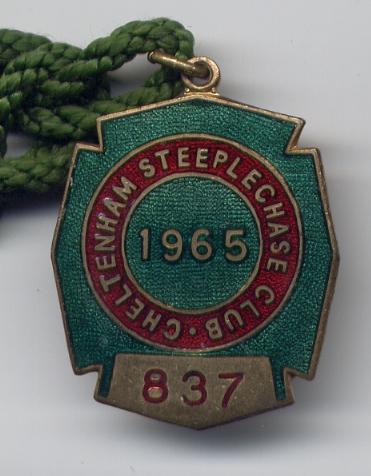 CHELTENHAM STEEPLECHASE CLUB ·
1965
837